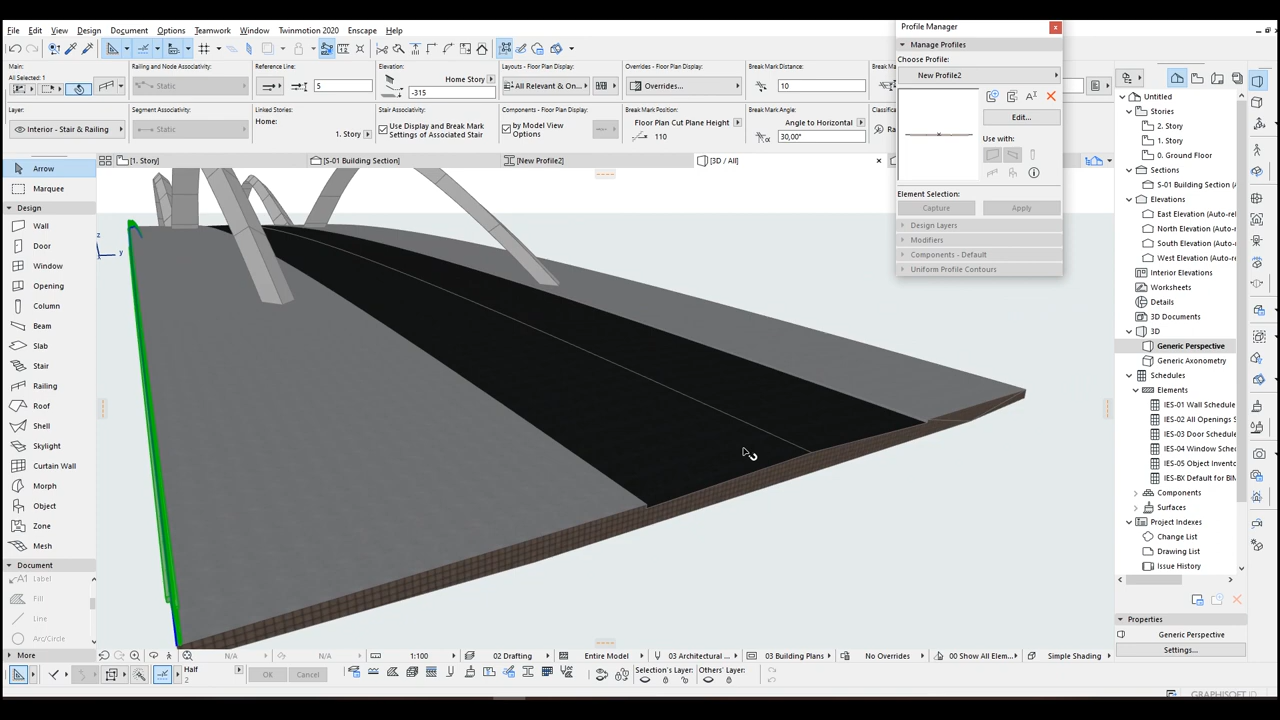 File Edit View Design Document Options Teamwork Window Twinmotion 2020 Enscape Help
Profile Manager
Manage Profiles
Choose Profile:
New Profile2
Edit...
Use with:
Element Selection:
Capture
Apply
Design Layers
Modifiers
Components - Default
Uniform Profile Contours
Main:
All Selected: 1
Railing and Node Associativity:
Static
Reference Line:
5
Elevation:
Home Story
-315
Layouts - Floor Plan Display:
All Relevant & On...
Overrides - Floor Plan Display:
Overrides...
Break Mark Distance:
10
Layer:
Interior - Stair & Railing
Segment Associativity:
Static
Linked Stories:
Home:
1. Story
Stair Associativity:
Use Display and Break Mark
Settings of Associated Stair
Components - Floor Plan Display:
by Model View
Options
Break Mark Position:
Floor Plan Cut Plane Height
110
Break Mark Angle:
Angle to Horizontal
30,00°
[1. Story]
[S-01 Building Section]
[New Profile2]
[3D / All]
Arrow
Marquee
Design
Wall
Door
Window
Opening
Column
Beam
Slab
Stair
Railing
Roof
Shell
Skylight
Curtain Wall
Morph
Object
Zone
Mesh
Document
Label
Fill
Line
Arc/Circle
More
z
y
Untitled
Stories
2. Story
1. Story
0. Ground Floor
Sections
S-01 Building Section
Elevations
East Elevation (Auto-re
North Elevation (Auto-
South Elevation (Auto-
West Elevation (Auto-r
Interior Elevations
Worksheets
Details
3D Documents
3D
Generic Perspective
Generic Axonometry
Schedules
Elements
IES-01 Wall Schedule
IES-02 All Openings S
IES-03 Door Schedule
IES-04 Window Sche
IES-05 Object Invento
IES-BX Default for BIM
Components
Surfaces
Project Indexes
Change List
Drawing List
Issue History
Properties
Generic Perspective
Settings...
N/A
N/A
1:100
02 Drafting
Entire Model
03 Architectural ...
03 Building Plans
No Overrides
00 Show All Elem...
Simple Shading
Half
2
OK
Cancel
Selection's Layer:
Others' Layer:
GRAPHISOFT ID